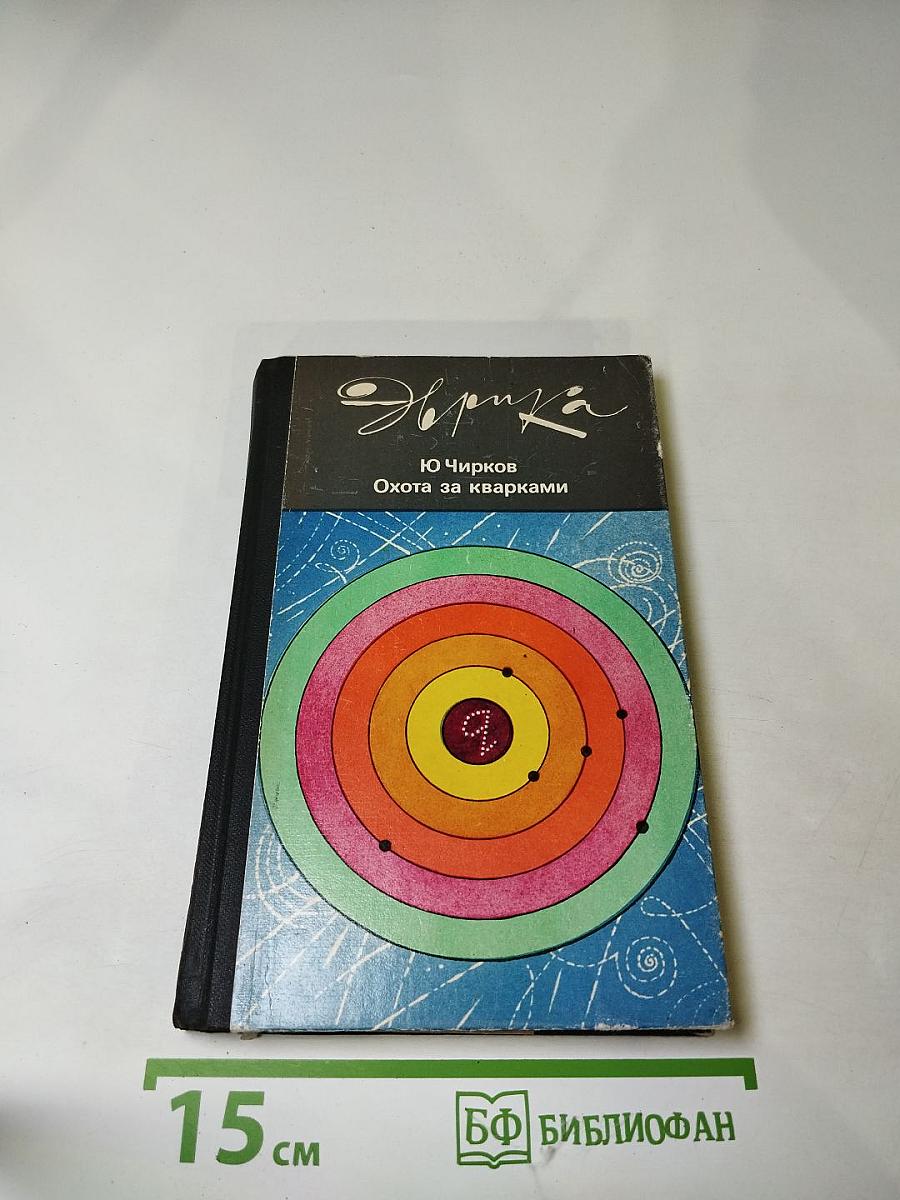 Эврика
Ю Чирков
Охота за кварками
q
15 см
БФ БИБЛИОФАН